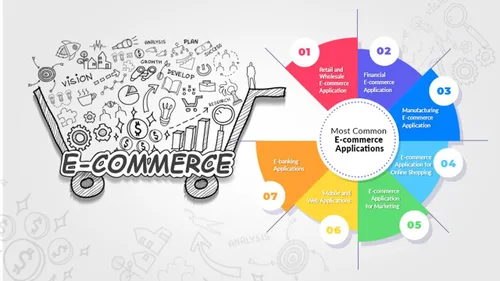 ANALYSIS
PLAN
SUCCESS
GROWTH
VISION
DEVELOP
RESEARCH
E-COMMERCE
01
Retail and
Wholesale
E-commerce
Application
02
Financial
E-commerce
Application
03
Manufacturing
E-commerce
Application
04
E-commerce
Application for
Online Shopping
05
E-commerce
Application
for Marketing
06
Mobile and
Web Applications
07
E-banking
Applications
Most Common
E-commerce
Applications
ANALYSIS